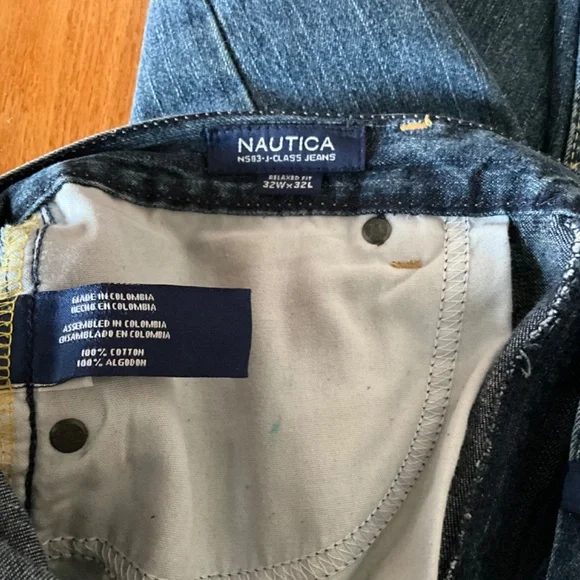 NAUTICA
NS83-J-CLASS JEANS
RELAXED FIT
32W x 32L
MADE IN COLOMBIA
HECHO EN COLOMBIA
ASSEMBLED IN COLOMBIA
ENSAMBLADO EN COLOMBIA
100% COTTON
100% ALGODON